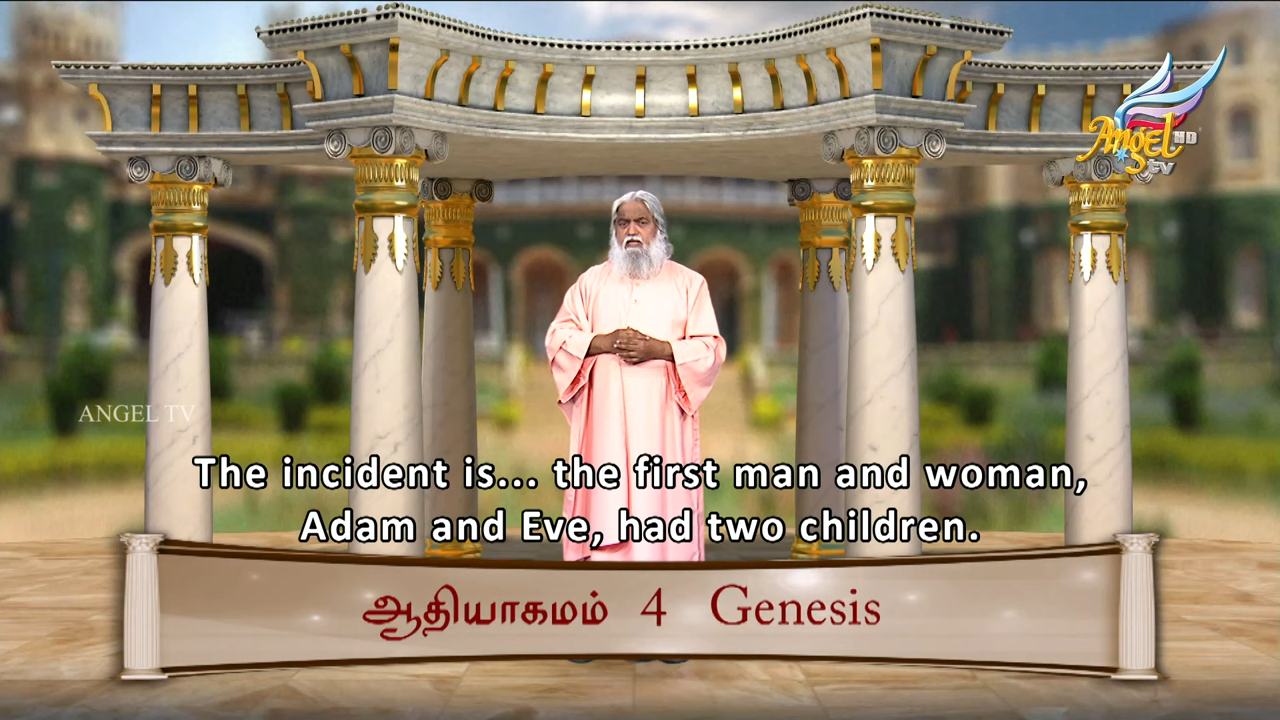 Angel HD
tv
ANGEL TV
The incident is... the first man and woman,
Adam and Eve, had two children.
ஆதியாகமம் 4 Genesis